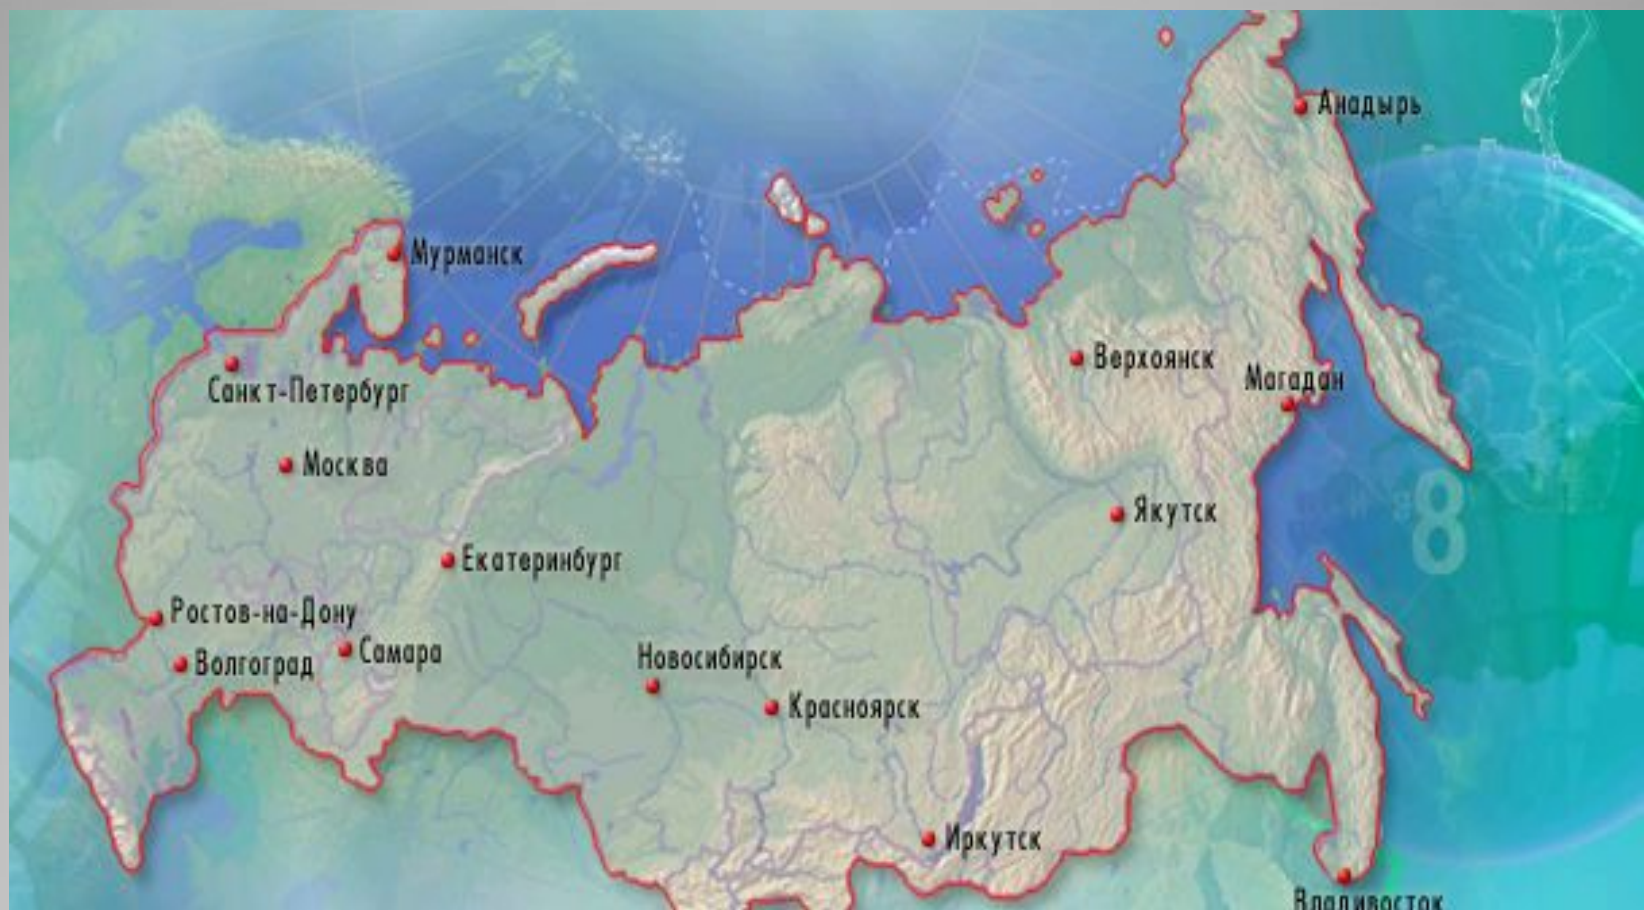 Анадырь
Мурманск
Верхоянск
Магадан
Санкт-Петербург
Москва
8
Якутск
Екатеринбург
Ростов-на-Дону
Самара
Волгоград
Новосибирск
Красноярск
Иркутск
Владивосток